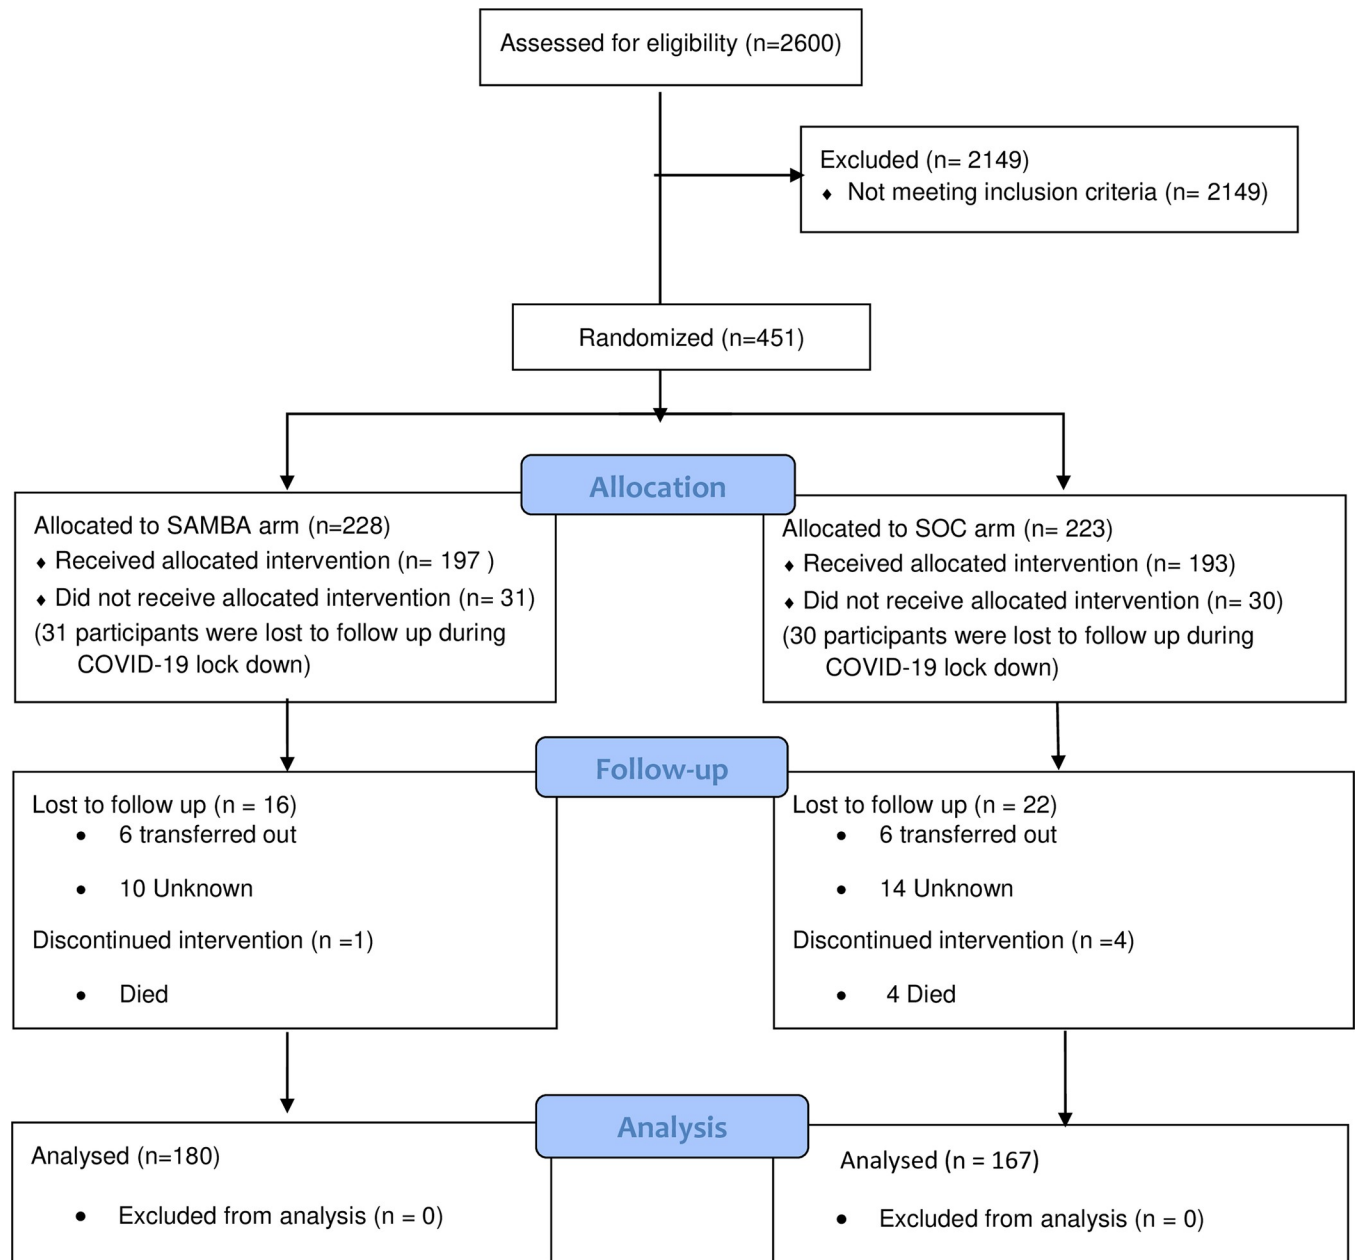 Assessed for eligibility (n=2600)
Excluded (n= 2149)
♦ Not meeting inclusion criteria (n= 2149)
Randomized (n=451)
Allocation
Allocated to SAMBA arm (n=228)
♦ Received allocated intervention (n= 197 )
♦ Did not receive allocated intervention (n= 31)
(31 participants were lost to follow up during
COVID-19 lock down)
Allocated to SOC arm (n= 223)
♦ Received allocated intervention (n= 193)
♦ Did not receive allocated intervention (n= 30)
(30 participants were lost to follow up during
COVID-19 lock down)
Follow-up
Lost to follow up (n = 16)
• 6 transferred out
• 10 Unknown
Discontinued intervention (n =1)
• Died
Lost to follow up (n = 22)
• 6 transferred out
• 14 Unknown
Discontinued intervention (n =4)
• 4 Died
Analysis
Analysed (n=180)
• Excluded from analysis (n = 0)
Analysed (n = 167)
• Excluded from analysis (n = 0)